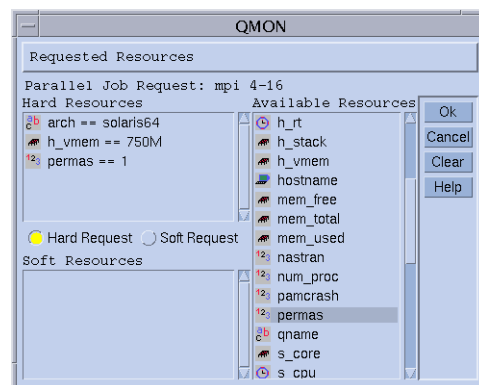 QMON
Requested Resources
Parallel Job Request: mpi 4-16
Hard Resources
arch == solaris64
h_vmem == 750M
permas == 1
Hard Request Soft Request
Soft Resources
Available Resources
h_rt
h_stack
h_vmem
hostname
mem_free
mem_total
mem_used
nastran
num_proc
pamcrash
permas
qname
s_core
s_cpu
Ok
Cancel
Clear
Help